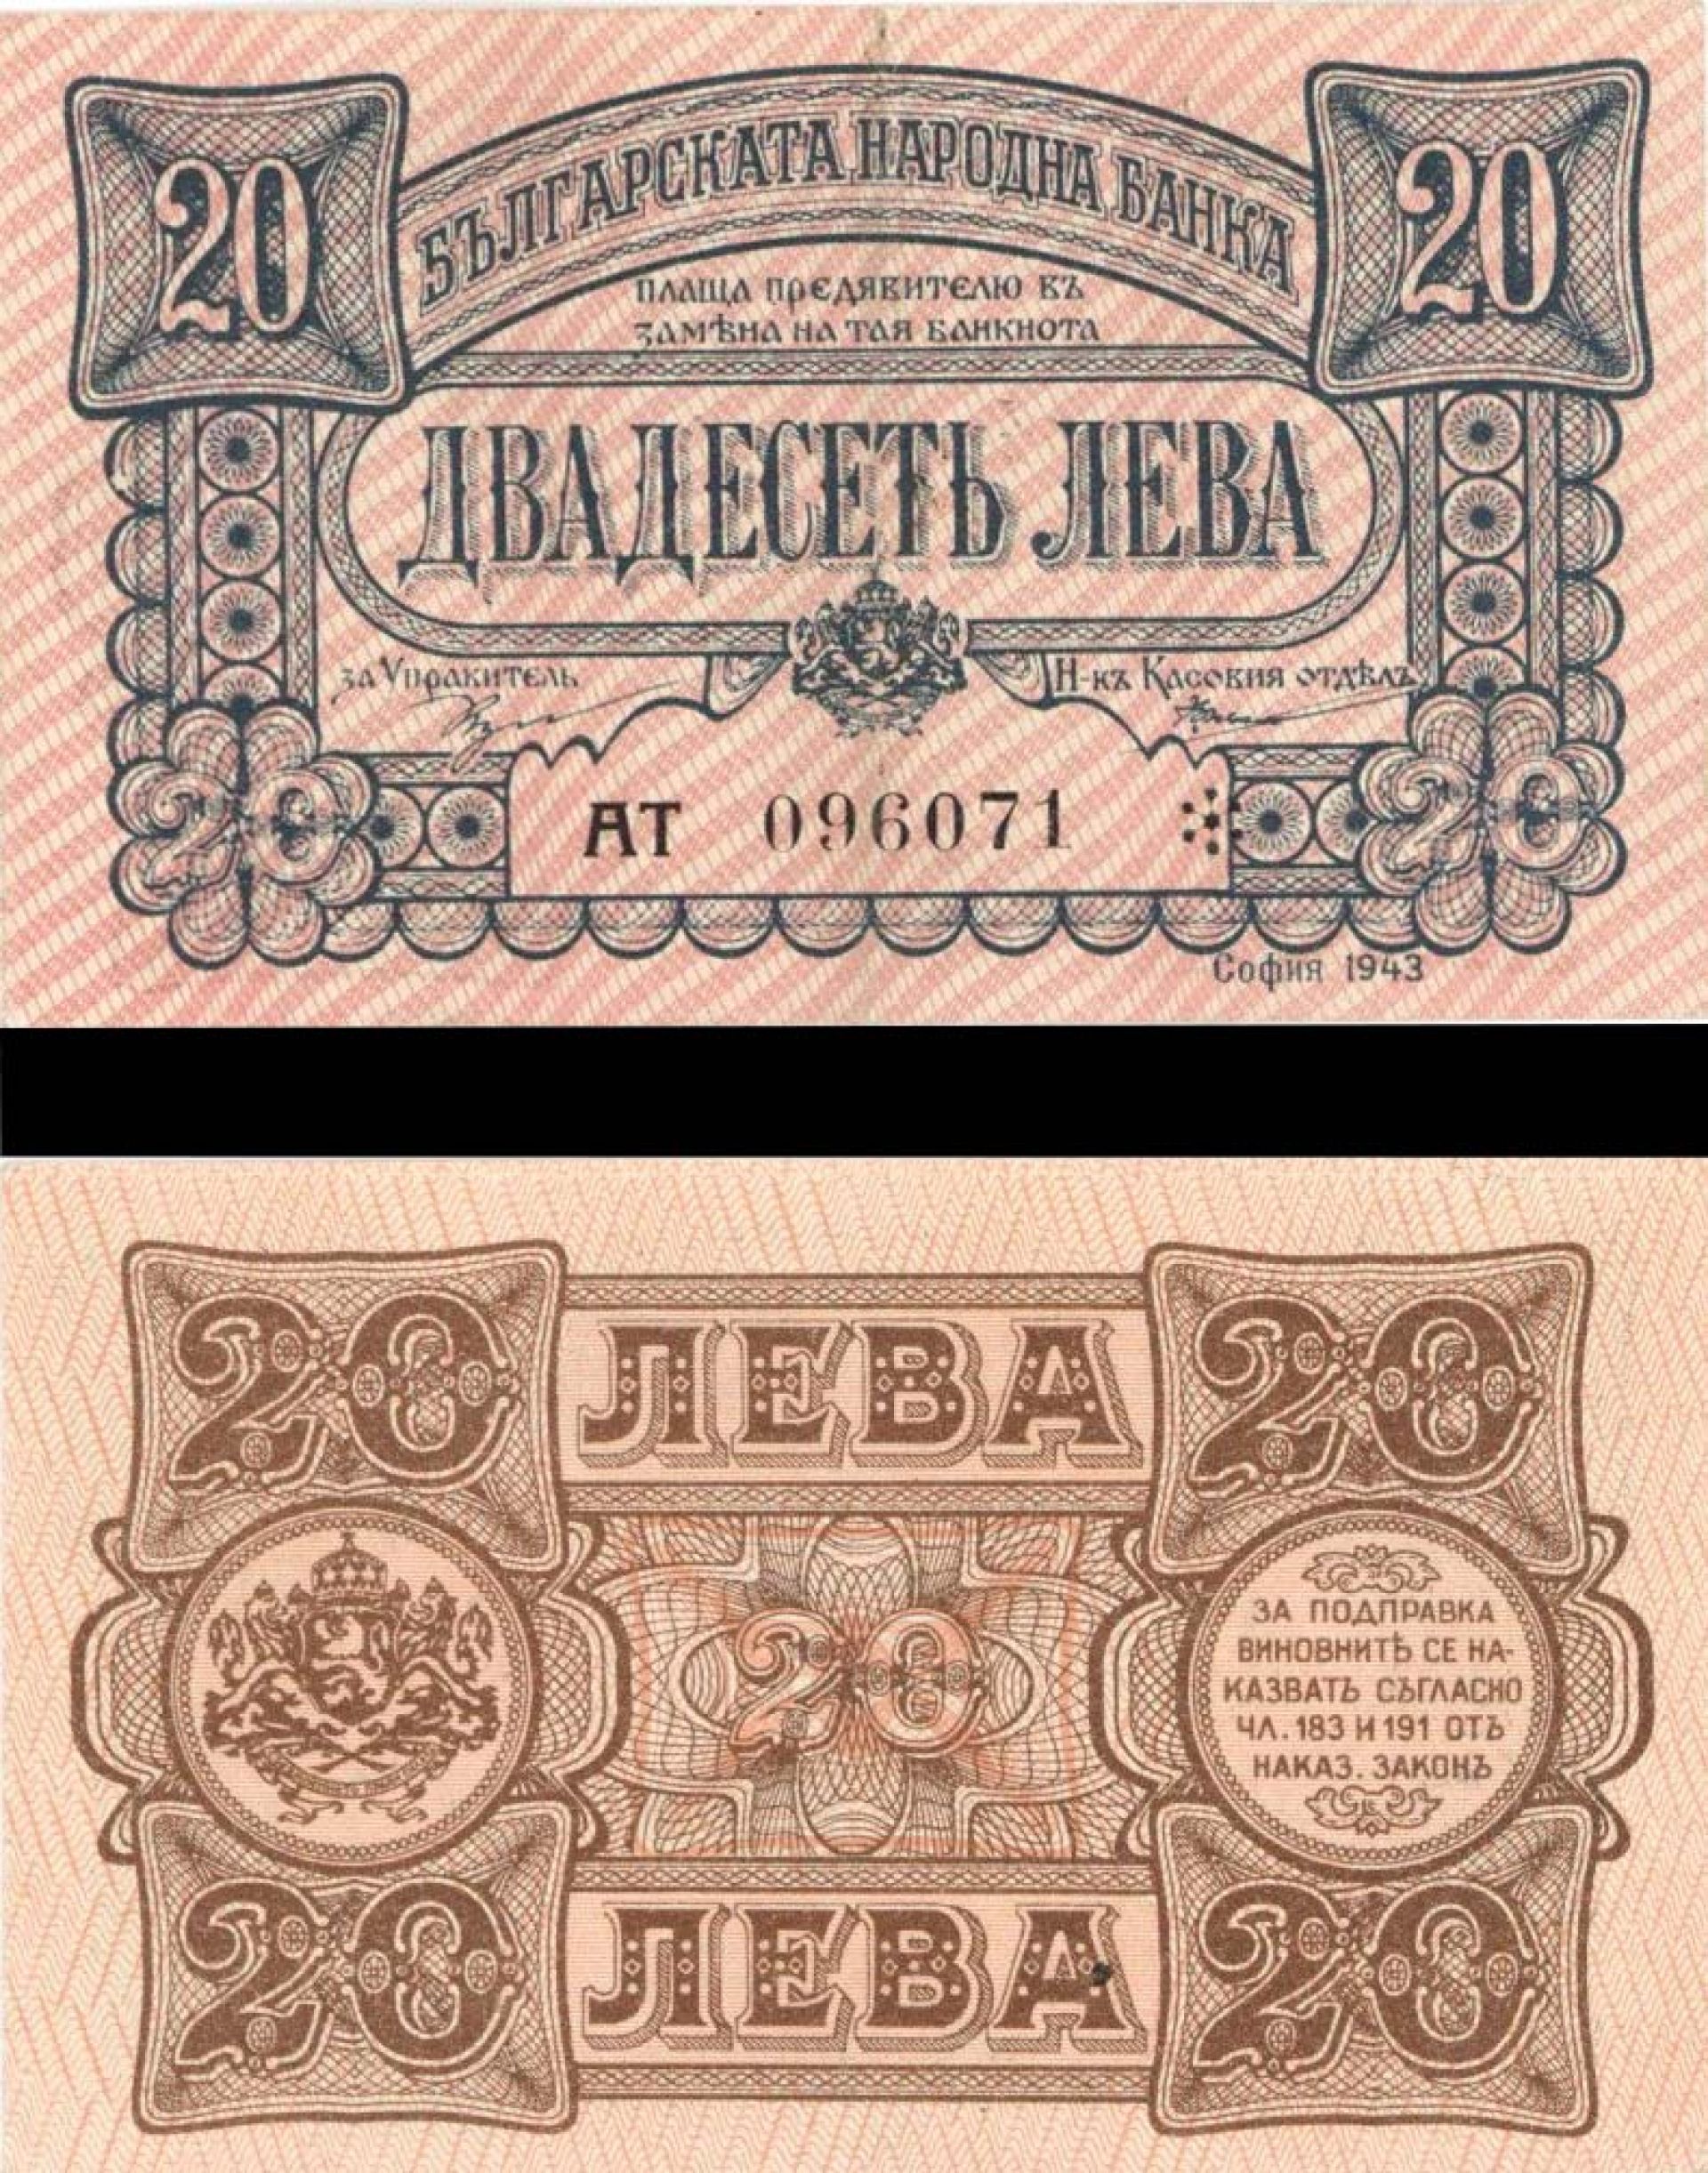 20
БЪЛГАРСКАТА НАРОДНА БАНКА
20
ПЛАЩА ПРЕДЯВИТЕЛЮ ВЪ
ЗАМѢНА НА ТАЯ БАНКНОТА
ДВАДЕСЕТЬ ЛЕВА
за Управитель
Н-къ Касовия отдѣлъ
АТ 096071
20
20
София 1943
20 ЛЕВА 20
20
ЗА ПОДПРАВКА
ВИНОВНИТѢ СЕ НА-
КАЗВАТЪ СЪГЛАСНО
ЧЛ. 183 И 191 ОТЪ
НАКАЗ. ЗАКОНЪ
20 ЛЕВА 20